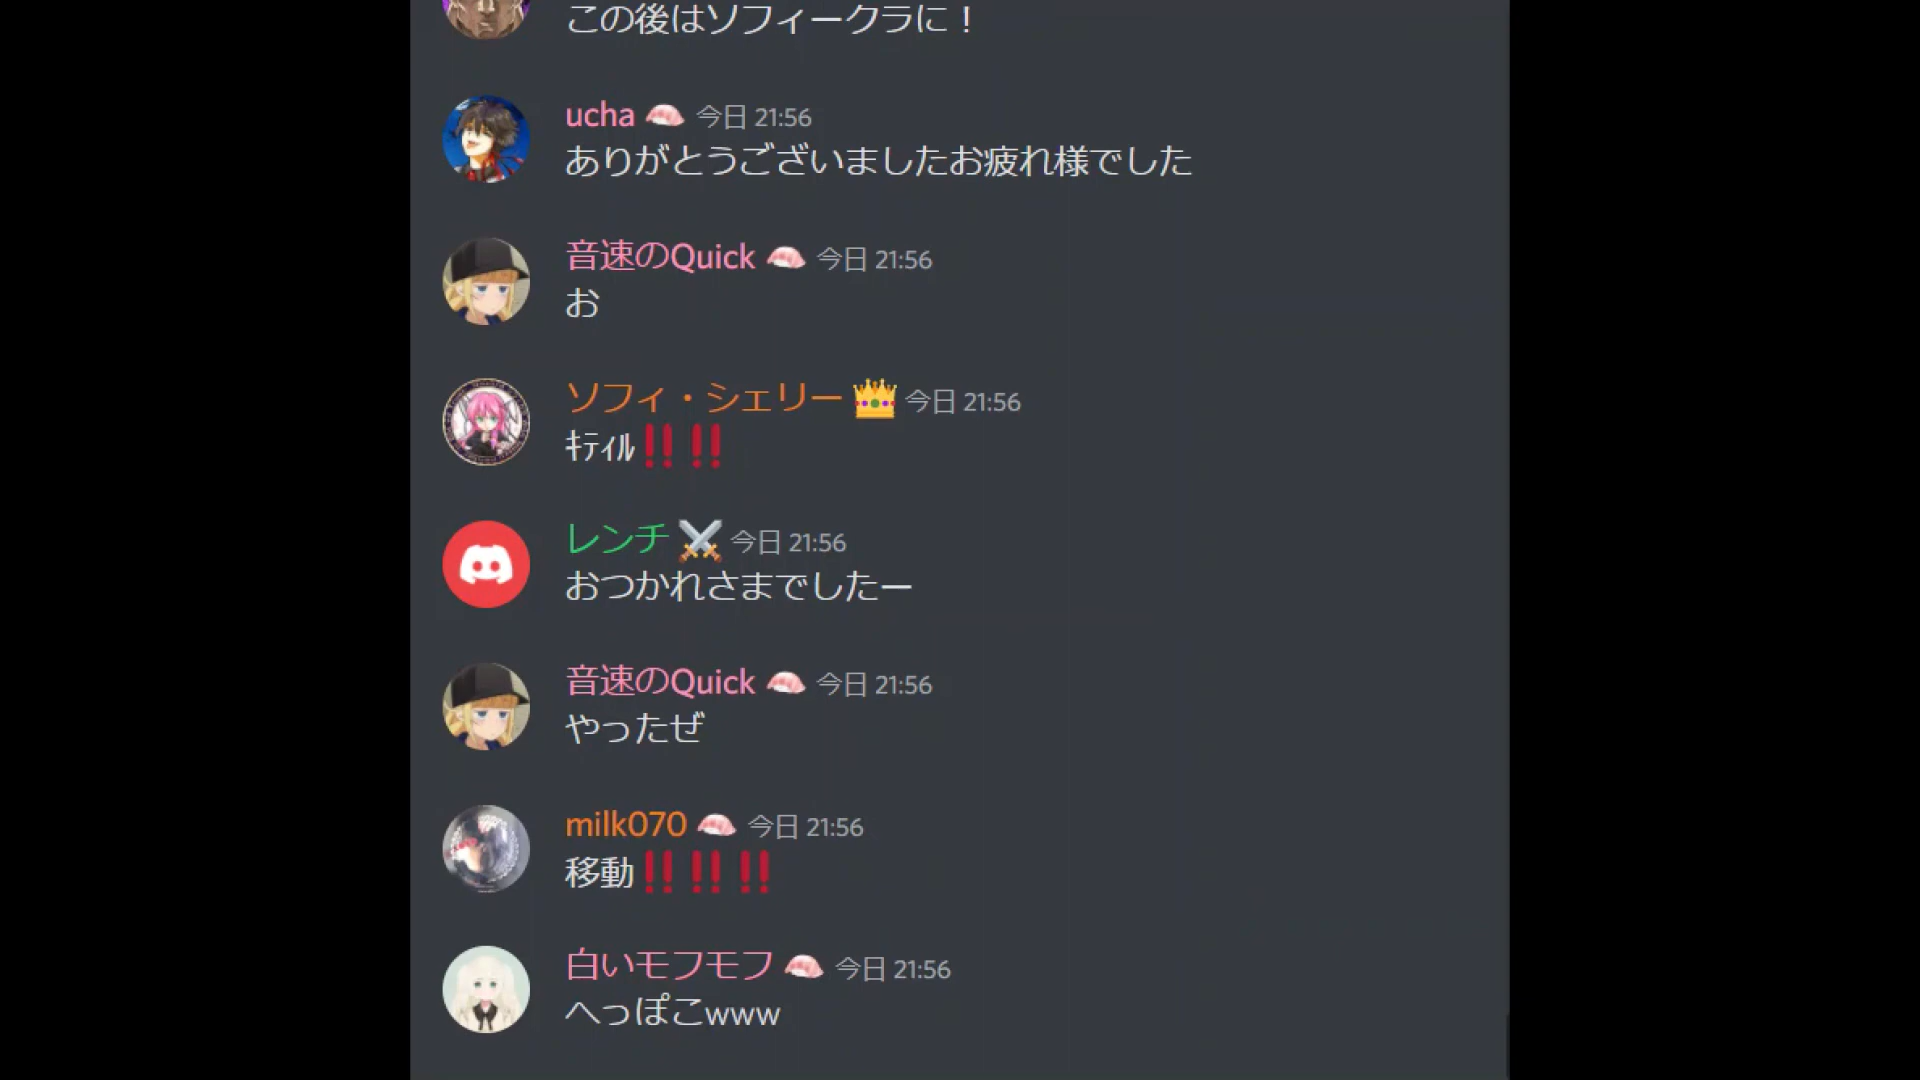 この後はソフィークラに！
ucha 今日 21:56
ありがとうございましたお疲れ様でした
音速のQuick 今日 21:56
お
ソフィ・シェリー 今日 21:56
ｷﾃｨﾙ‼️‼️
レンチ 今日 21:56
おつかれさまでしたー
音速のQuick 今日 21:56
やったぜ
milk070 今日 21:56
移動‼️‼️‼️
白いモフモフ 今日 21:56
へっぽこwww